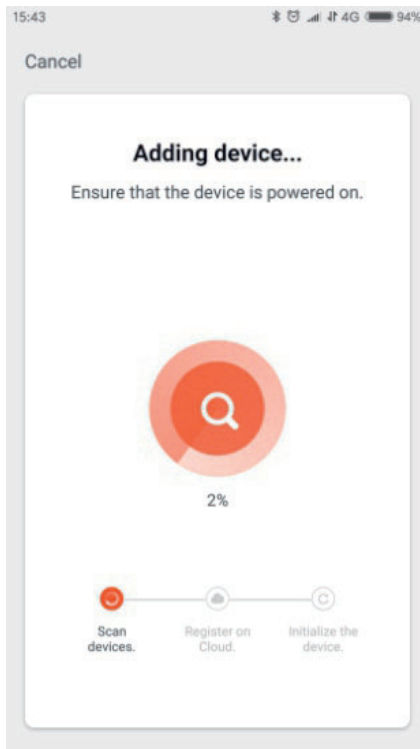 15:43 4G 94%
Cancel
Adding device...
Ensure that the device is powered on.
2%
Scan Register on Initialize the
devices. Cloud. device.